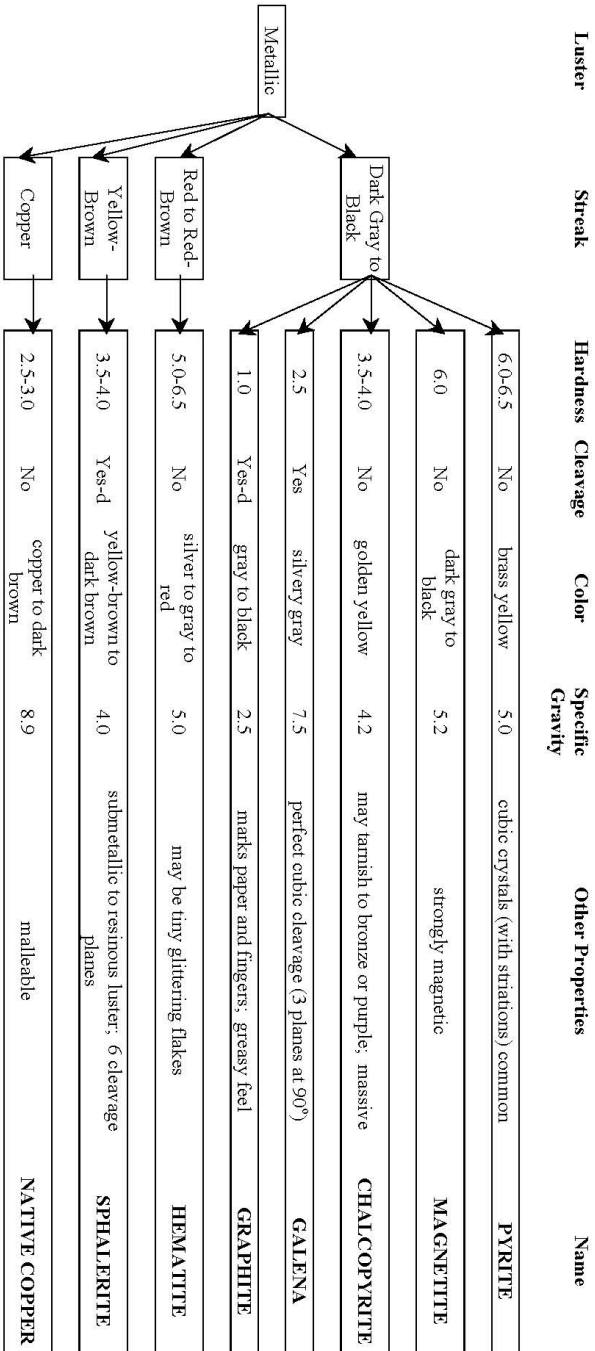 Luster
Streak
Hardness
Cleavage
Color
Specific
Gravity
Other Properties
Name
Metallic
Dark Gray to
Black
6.0-6.5
No
brass yellow
5.0
cubic crystals (with striations) common
PYRITE
6.0
No
dark gray to
black
5.2
strongly magnetic
MAGNETITE
3.5-4.0
No
golden yellow
4.2
may tarnish to bronze or purple; massive
CHALCOPYRITE
2.5
Yes
silvery gray
7.5
perfect cubic cleavage (3 planes at 90°)
GALENA
1.0
Yes-d
gray to black
2.5
marks paper and fingers; greasy feel
GRAPHITE
Red to Red-
Brown
5.0-6.5
No
silver to gray to
red
5.0
may be tiny glittering flakes
HEMATITE
Yellow-
Brown
3.5-4.0
Yes-d
yellow-brown to
dark brown
4.0
submetallic to resinous luster; 6 cleavage
planes
SPHALERITE
Copper
2.5-3.0
No
copper to dark
brown
8.9
malleable
NATIVE COPPER